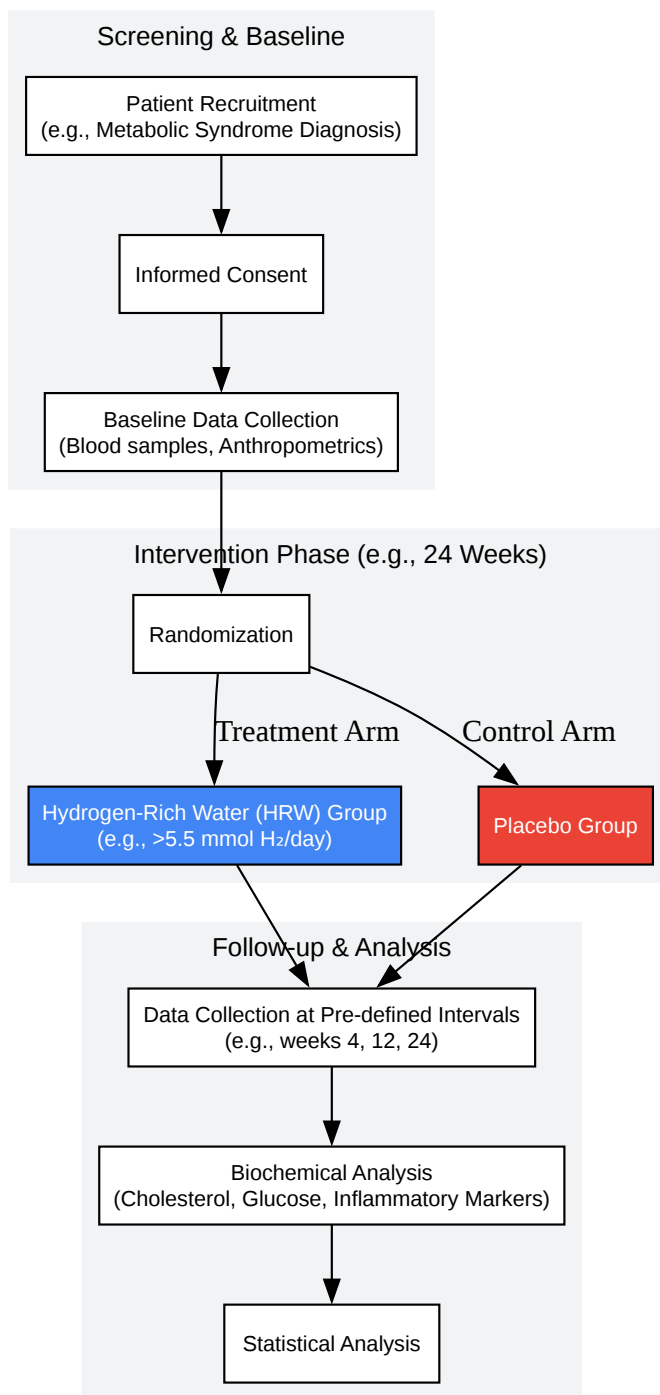 Screening & Baseline
Patient Recruitment
(e.g., Metabolic Syndrome Diagnosis)
Informed Consent
Baseline Data Collection
(Blood samples, Anthropometrics)
Intervention Phase (e.g., 24 Weeks)
Randomization
Treatment Arm
Control Arm
Hydrogen-Rich Water (HRW) Group
(e.g., >5.5 mmol H₂/day)
Placebo Group
Follow-up & Analysis
Data Collection at Pre-defined Intervals
(e.g., weeks 4, 12, 24)
Biochemical Analysis
(Cholesterol, Glucose, Inflammatory Markers)
Statistical Analysis